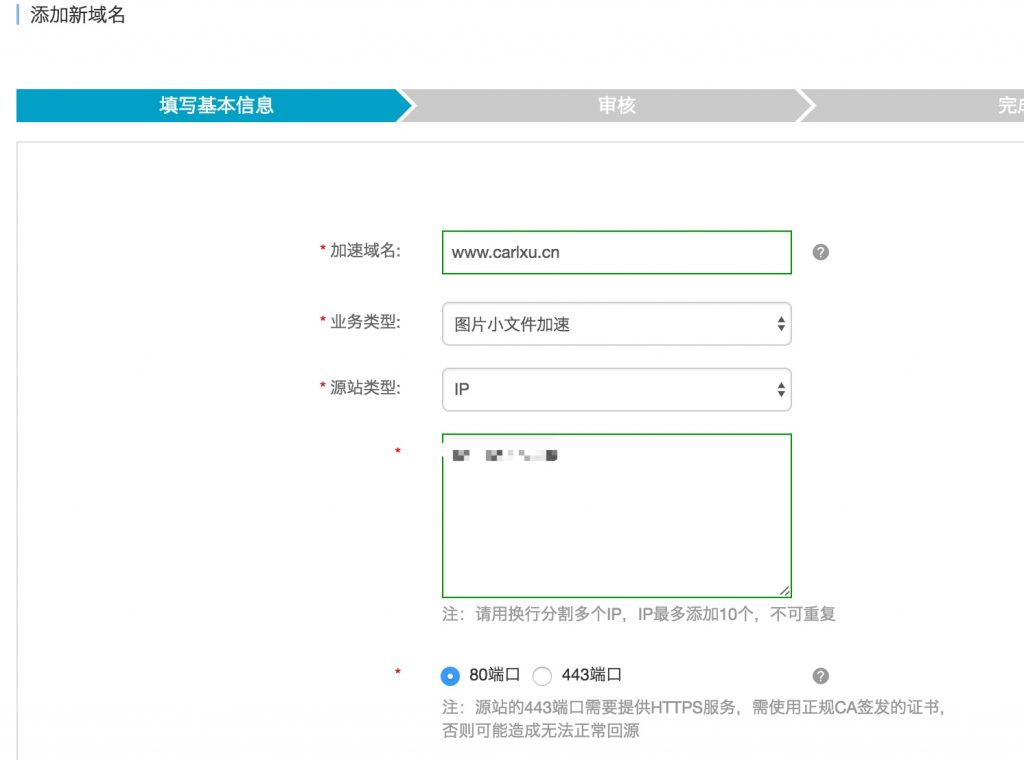 添加新域名
填写基本信息
审核
完成
* 加速域名:
www.carlxu.cn
?
* 业务类型:
图片小文件加速
* 源站类型:
IP
*
注：请用换行分割多个IP，IP最多添加10个，不可重复
*
80端口
443端口
?
注：源站的443端口需要提供HTTPS服务，需使用正规CA签发的证书，
否则可能造成无法正常回源